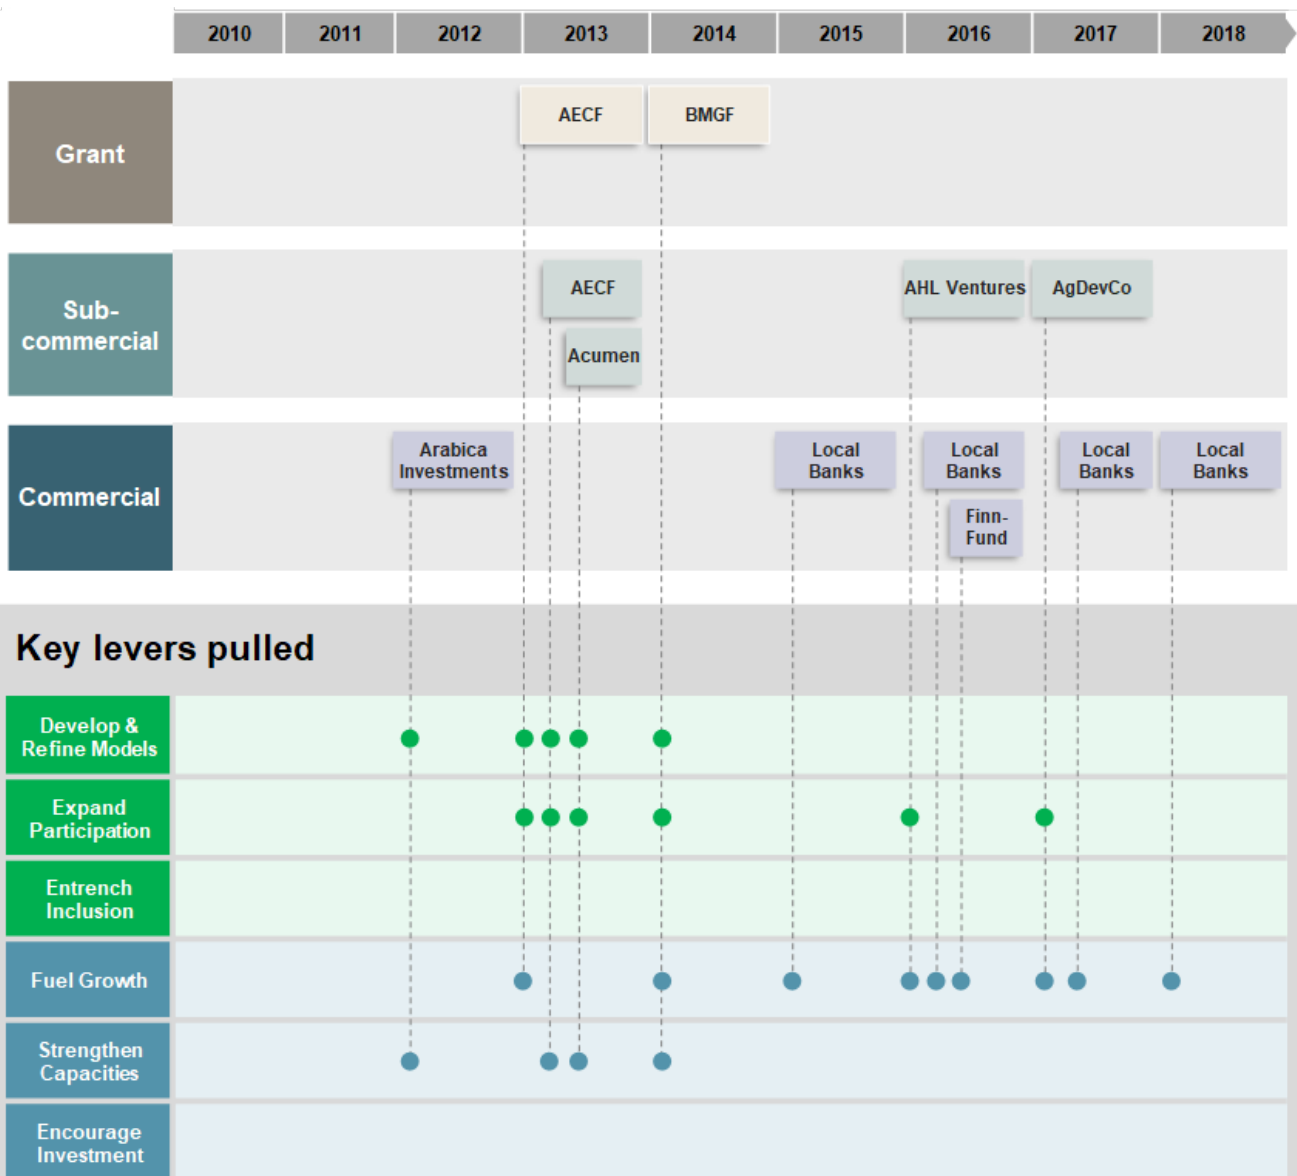 2010 2011 2012 2013 2014 2015 2016 2017 2018
Grant
AECF BMGF
Sub-
commercial
AECF AHL Ventures AgDevCo
Acumen
Commercial
Arabica
Investments
Local
Banks
Local
Banks
Local
Banks
Local
Banks
Finn-
Fund
Key levers pulled
Develop &
Refine Models
Expand
Participation
Entrench
Inclusion
Fuel Growth
Strengthen
Capacities
Encourage
Investment